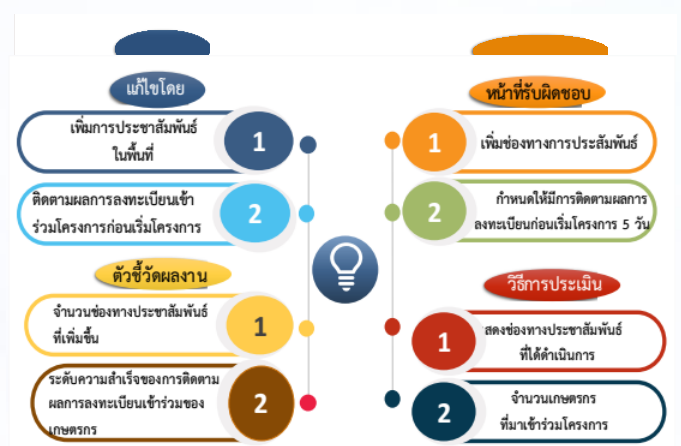 แก้ไขโดย
1
เพิ่มการประชาสัมพันธ์
ในพื้นที่
2
ติดตามผลการลงทะเบียนเข้า
ร่วมโครงการก่อนเริ่มโครงการ
ตัวชี้วัดผลงาน
1
จำนวนช่องทางประชาสัมพันธ์
ที่เพิ่มขึ้น
2
ระดับความสำเร็จของการติดตาม
ผลการลงทะเบียนเข้าร่วมของ
เกษตรกร
หน้าที่รับผิดชอบ
1
เพิ่มช่องทางการประสัมพันธ์
2
กำหนดให้มีการติดตามผลการ
ลงทะเบียนก่อนเริ่มโครงการ 5 วัน
วิธีการประเมิน
1
สดงช่องทางประชาสัมพันธ์
ที่ได้ดำเนินการ
2
จำนวนเกษตรกร
ที่มาเข้าร่วมโครงการ